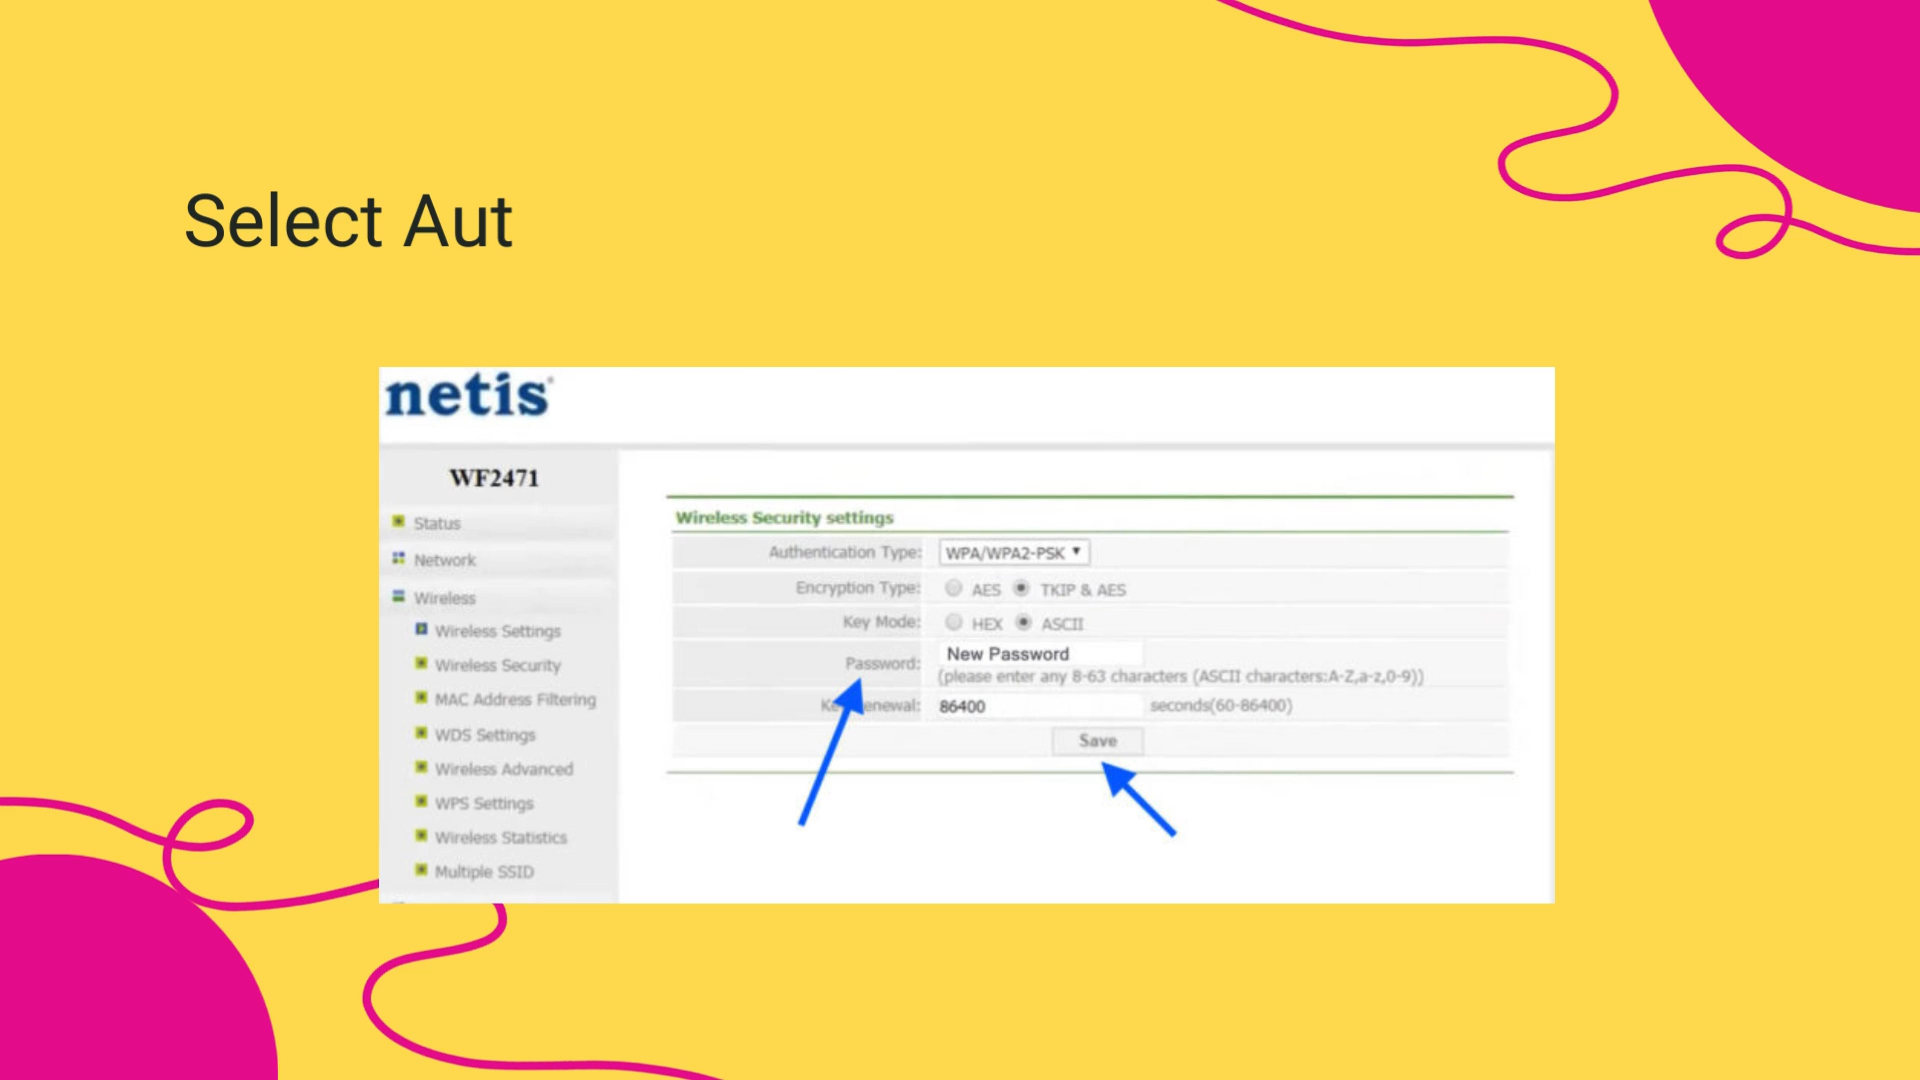 Select Aut
netis
WF2471
Status
Network
Wireless
Wireless Settings
Wireless Security
MAC Address Filtering
WDS Settings
Wireless Advanced
WPS Settings
Wireless Statistics
Multiple SSID
Wireless Security settings
Authentication Type: WPA/WPA2-PSK
Encryption Type: AES TKIP & AES
Key Mode: HEX ASCII
Password: New Password
(please enter any 8-63 characters (ASCII characters:A-Z,a-z,0-9))
86400 seconds(60-86400)
Save